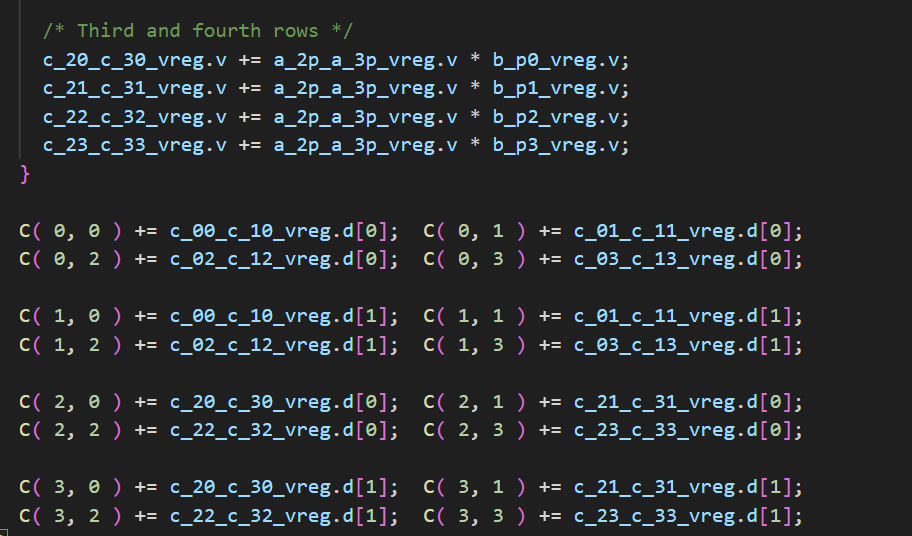 /* Third and fourth rows */
c_20_c_30_vreg.v += a_2p_a_3p_vreg.v * b_p0_vreg.v;
c_21_c_31_vreg.v += a_2p_a_3p_vreg.v * b_p1_vreg.v;
c_22_c_32_vreg.v += a_2p_a_3p_vreg.v * b_p2_vreg.v;
c_23_c_33_vreg.v += a_2p_a_3p_vreg.v * b_p3_vreg.v;
}
C( 0, 0 ) += c_00_c_10_vreg.d[0];  C( 0, 1 ) += c_01_c_11_vreg.d[0];
C( 0, 2 ) += c_02_c_12_vreg.d[0];  C( 0, 3 ) += c_03_c_13_vreg.d[0];
C( 1, 0 ) += c_00_c_10_vreg.d[1];  C( 1, 1 ) += c_01_c_11_vreg.d[1];
C( 1, 2 ) += c_02_c_12_vreg.d[1];  C( 1, 3 ) += c_03_c_13_vreg.d[1];
C( 2, 0 ) += c_20_c_30_vreg.d[0];  C( 2, 1 ) += c_21_c_31_vreg.d[0];
C( 2, 2 ) += c_22_c_32_vreg.d[0];  C( 2, 3 ) += c_23_c_33_vreg.d[0];
C( 3, 0 ) += c_20_c_30_vreg.d[1];  C( 3, 1 ) += c_21_c_31_vreg.d[1];
C( 3, 2 ) += c_22_c_32_vreg.d[1];  C( 3, 3 ) += c_23_c_33_vreg.d[1];